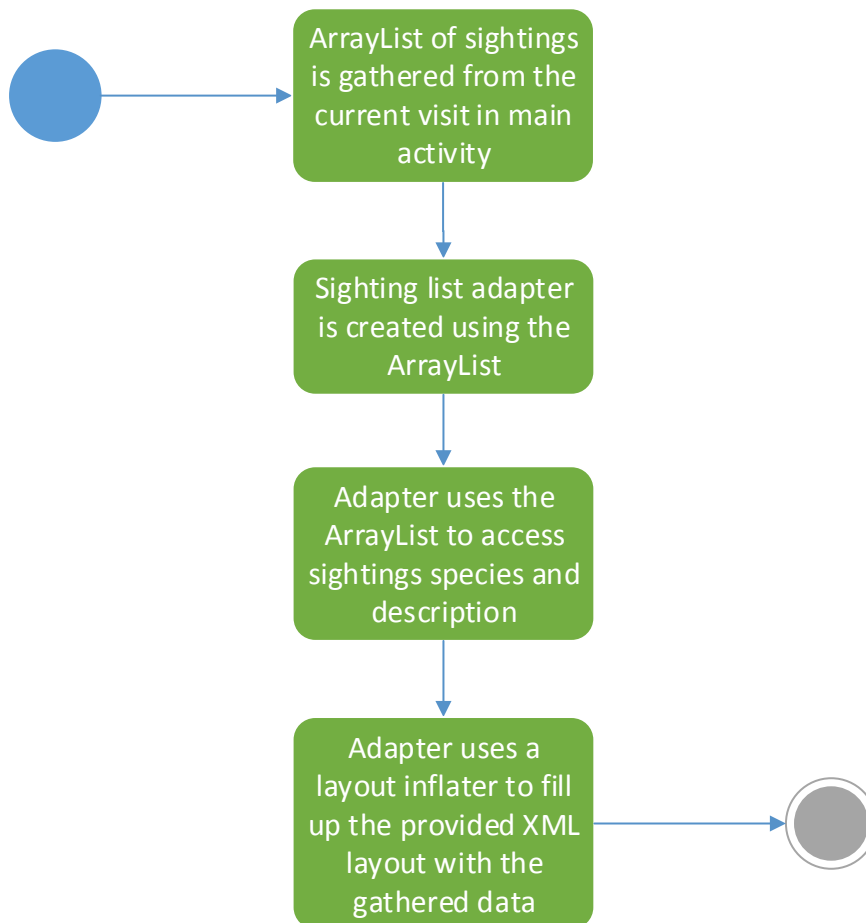 ArrayList of sightings
is gathered from the
current visit in main
activity
Sighting list adapter
is created using the
ArrayList
Adapter uses the
ArrayList to access
sightings species and
description
Adapter uses a
layout inflater to fill
up the provided XML
layout with the
gathered data